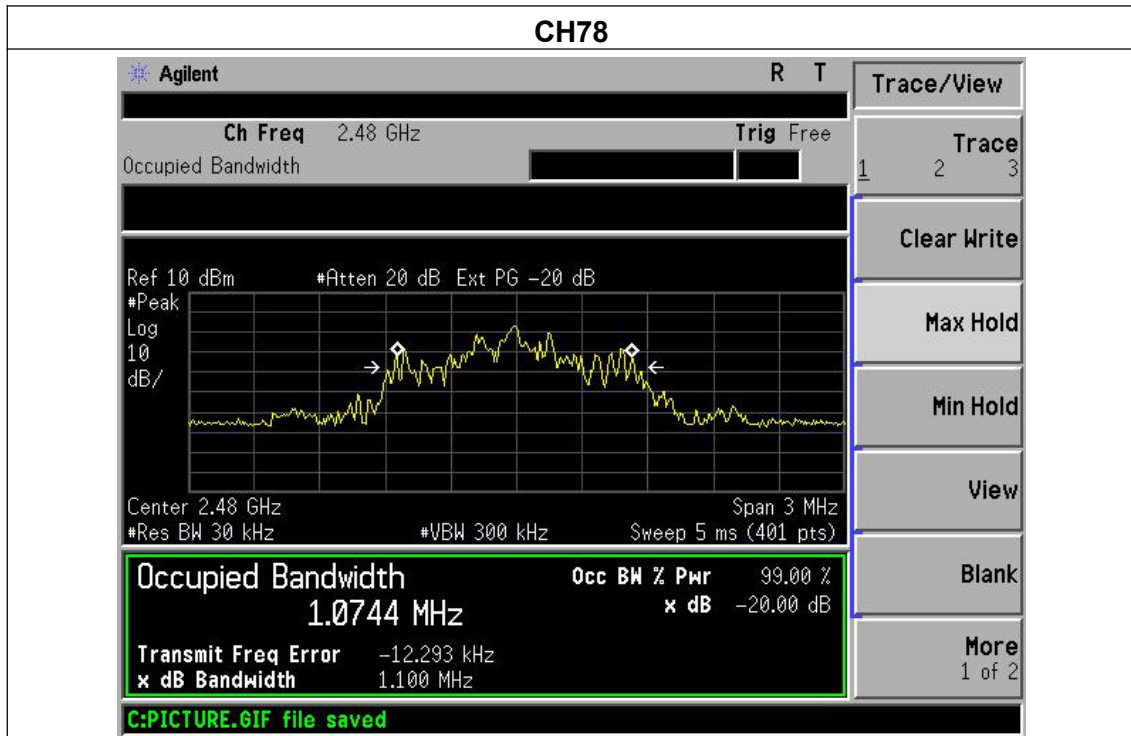 CH78
Agilent R T
Ch Freq 2.48 GHz Trig Free
Occupied Bandwidth
Ref 10 dBm #Atten 20 dB Ext PG -20 dB
#Peak
Log
10
dB/
Center 2.48 GHz Span 3 MHz
#Res BW 30 kHz #VBW 300 kHz Sweep 5 ms (401 pts)
Occupied Bandwidth Occ BW % Pwr 99.00 %
1.0744 MHz x dB -20.00 dB
Transmit Freq Error -12.293 kHz
x dB Bandwidth 1.100 MHz
C:PICTURE.GIF file saved
Trace/View
Trace
1 2 3
Clear Write
Max Hold
Min Hold
View
Blank
More
1 of 2